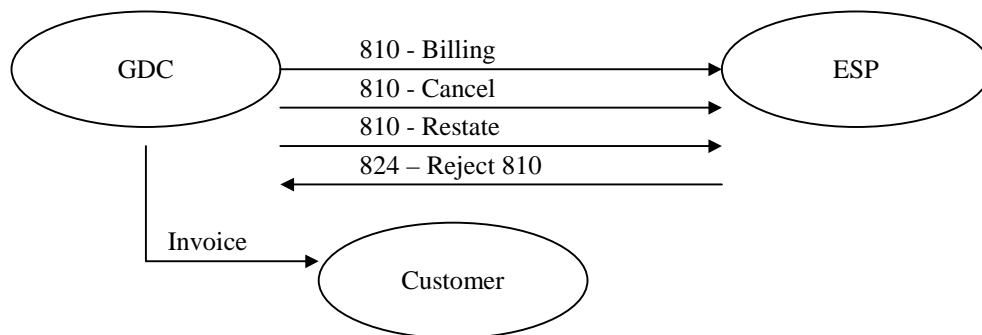 GDC
810 - Billing
ESP
810 - Cancel
810 - Restate
824 – Reject 810
Invoice
Customer